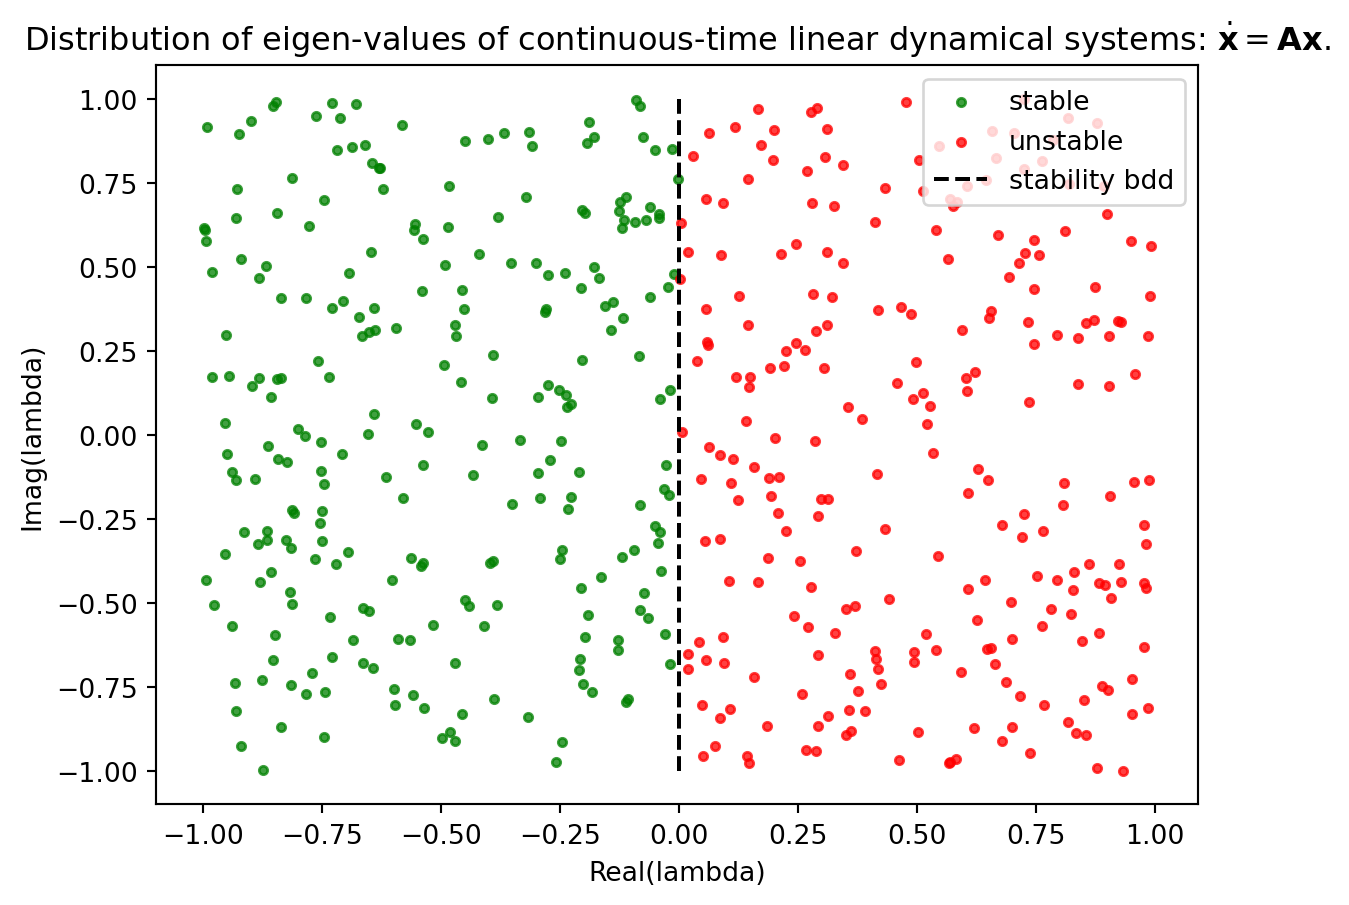 Distribution of eigen-values of continuous-time linear dynamical systems: ẋ = Ax.
stable
unstable
stability bdd
1.00
0.75
0.50
0.25
0.00
−0.25
−0.50
−0.75
−1.00
Imag(lambda)
−1.00 −0.75 −0.50 −0.25 0.00 0.25 0.50 0.75 1.00
Real(lambda)